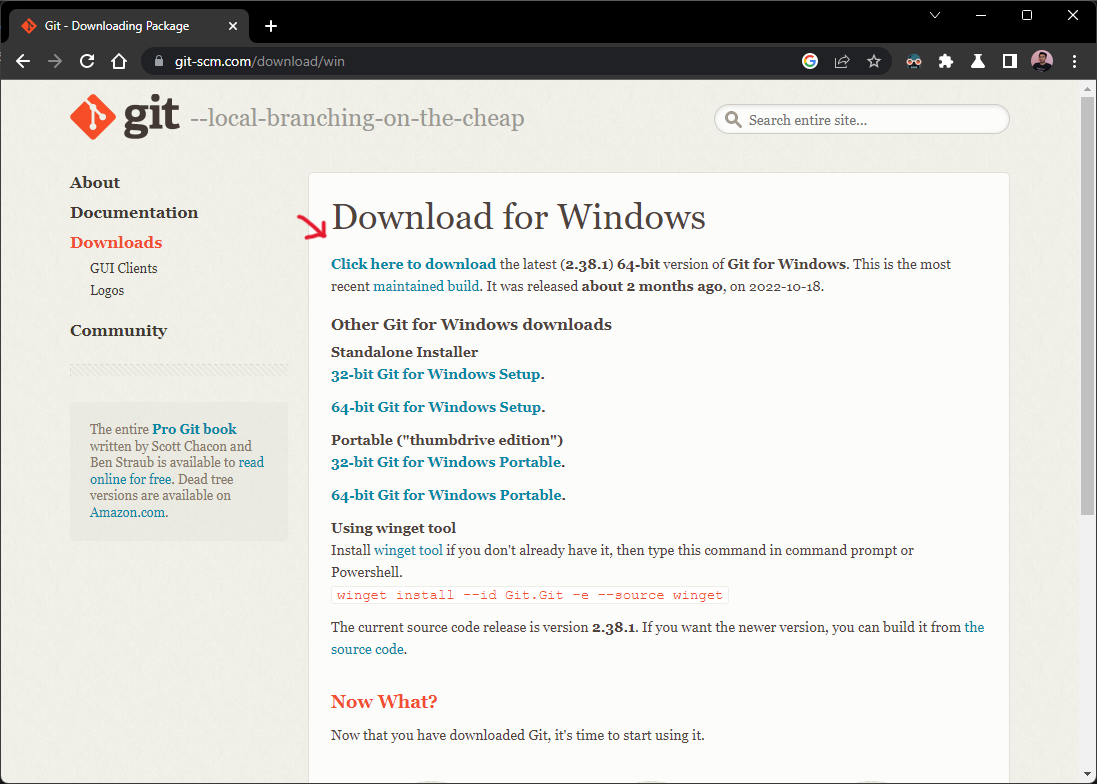 Git - Downloading Package
git-scm.com/download/win
git --local-branching-on-the-cheap
Search entire site...
About
Documentation
Downloads
GUI Clients
Logos
Community
The entire Pro Git book
written by Scott Chacon and
Ben Straub is available to read
online for free. Dead tree
versions are available on
Amazon.com.
Download for Windows
Click here to download the latest (2.38.1) 64-bit version of Git for Windows. This is the most
recent maintained build. It was released about 2 months ago, on 2022-10-18.
Other Git for Windows downloads
Standalone Installer
32-bit Git for Windows Setup.
64-bit Git for Windows Setup.
Portable ("thumbdrive edition")
32-bit Git for Windows Portable.
64-bit Git for Windows Portable.
Using winget tool
Install winget tool if you don't already have it, then type this command in command prompt or
Powershell.
winget install --id Git.Git -e --source winget
The current source code release is version 2.38.1. If you want the newer version, you can build it from the
source code.
Now What?
Now that you have downloaded Git, it's time to start using it.